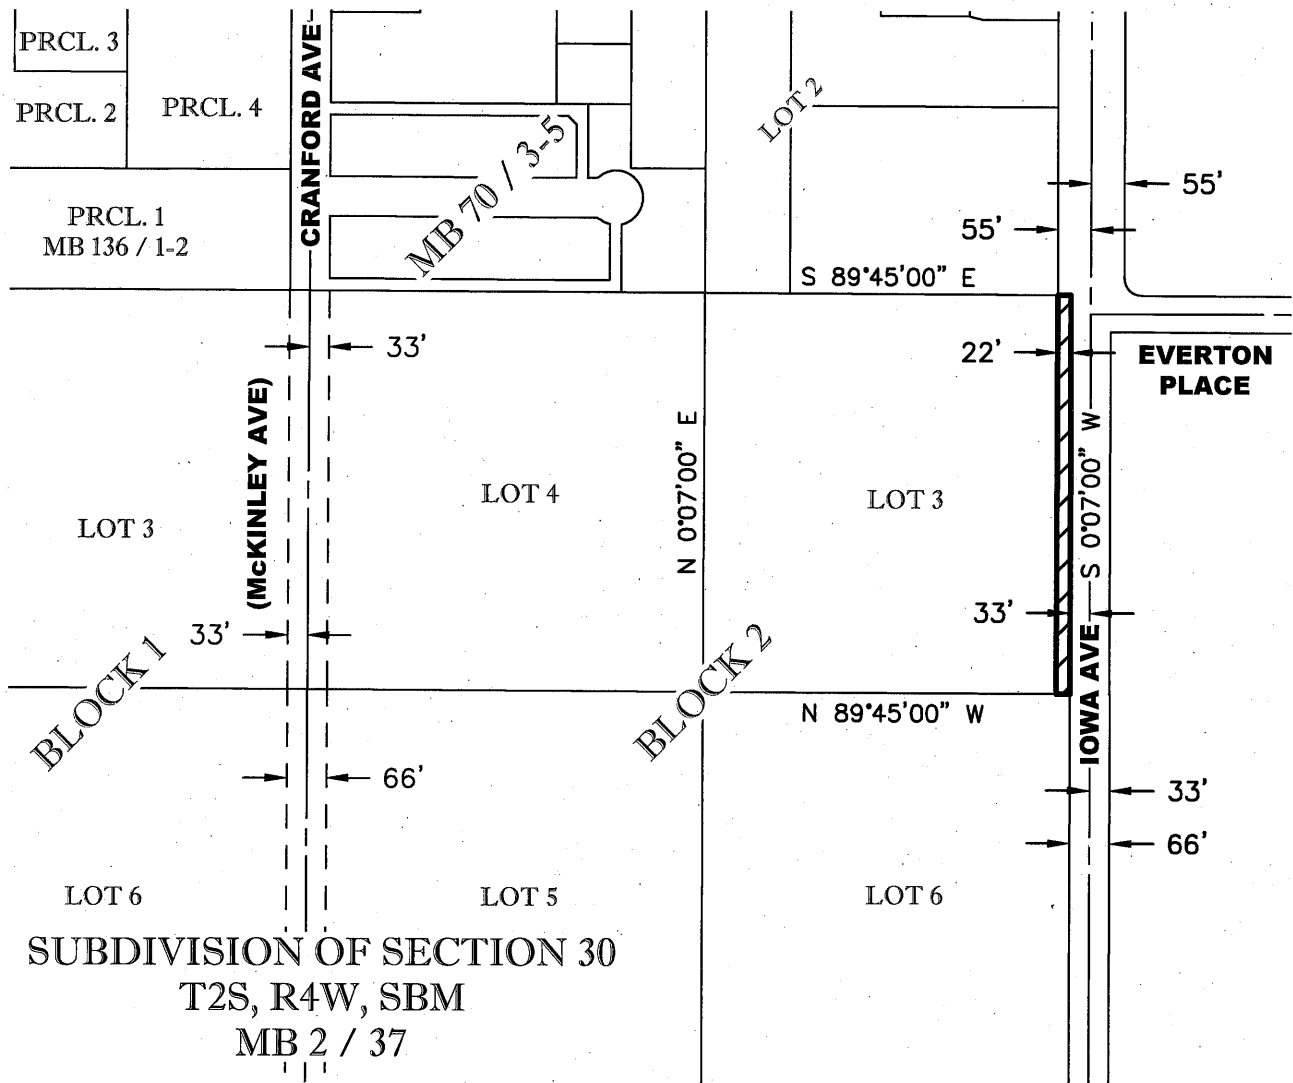 PRCL. 3
PRCL. 2
PRCL. 4
CRANFORD AVE
LOT 2
MB 70 / 3-5
PRCL. 1
MB 136 / 1-2
55'
55'
S 89°45'00" E
33'
22'
EVERTON
PLACE
(McKINLEY AVE)
N 0°07'00" E
S 0°07'00" W
LOT 3
LOT 4
LOT 3
33'
33'
BLOCK 1
BLOCK 2
IOWA AVE
N 89°45'00" W
66'
33'
66'
LOT 6
LOT 5
LOT 6
SUBDIVISION OF SECTION 30
T2S, R4W, SBM
MB 2 / 37